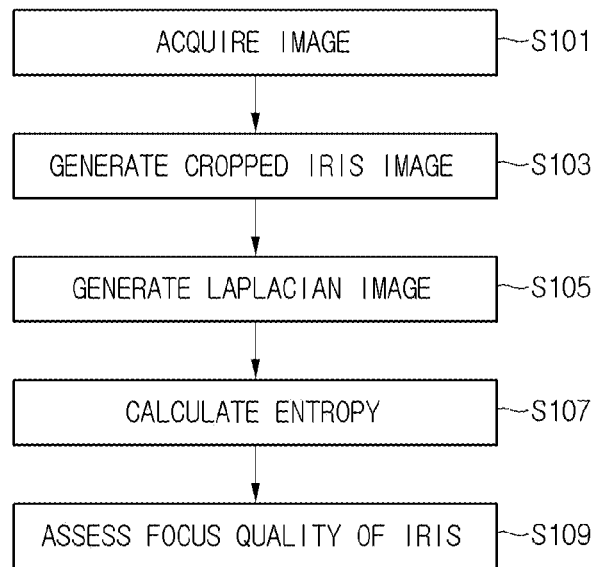 ACQUIRE IMAGE S101
GENERATE CROPPED IRIS IMAGE S103
GENERATE LAPLACIAN IMAGE S105
CALCULATE ENTROPY S107
ASSESS FOCUS QUALITY OF IRIS S109